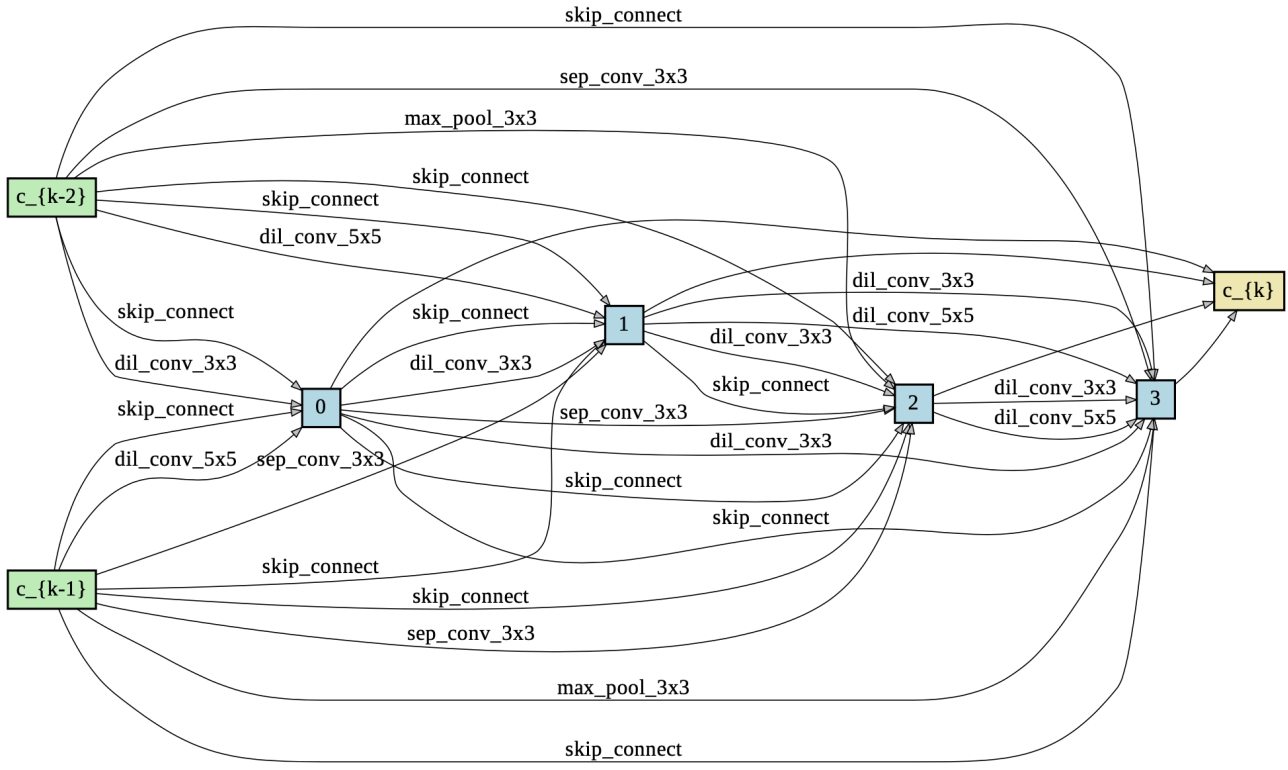 skip_connect
sep_conv_3x3
max_pool_3x3
skip_connect
c_{k-2}
skip_connect
dil_conv_5x5
dil_conv_3x3
c_{k}
skip_connect
skip_connect
dil_conv_5x5
1
dil_conv_3x3
dil_conv_3x3
dil_conv_3x3
skip_connect
dil_conv_3x3
skip_connect
0
sep_conv_3x3
2
3
dil_conv_5x5
dil_conv_3x3
dil_conv_5x5
sep_conv_3x3
skip_connect
skip_connect
skip_connect
c_{k-1}
skip_connect
sep_conv_3x3
max_pool_3x3
skip_connect